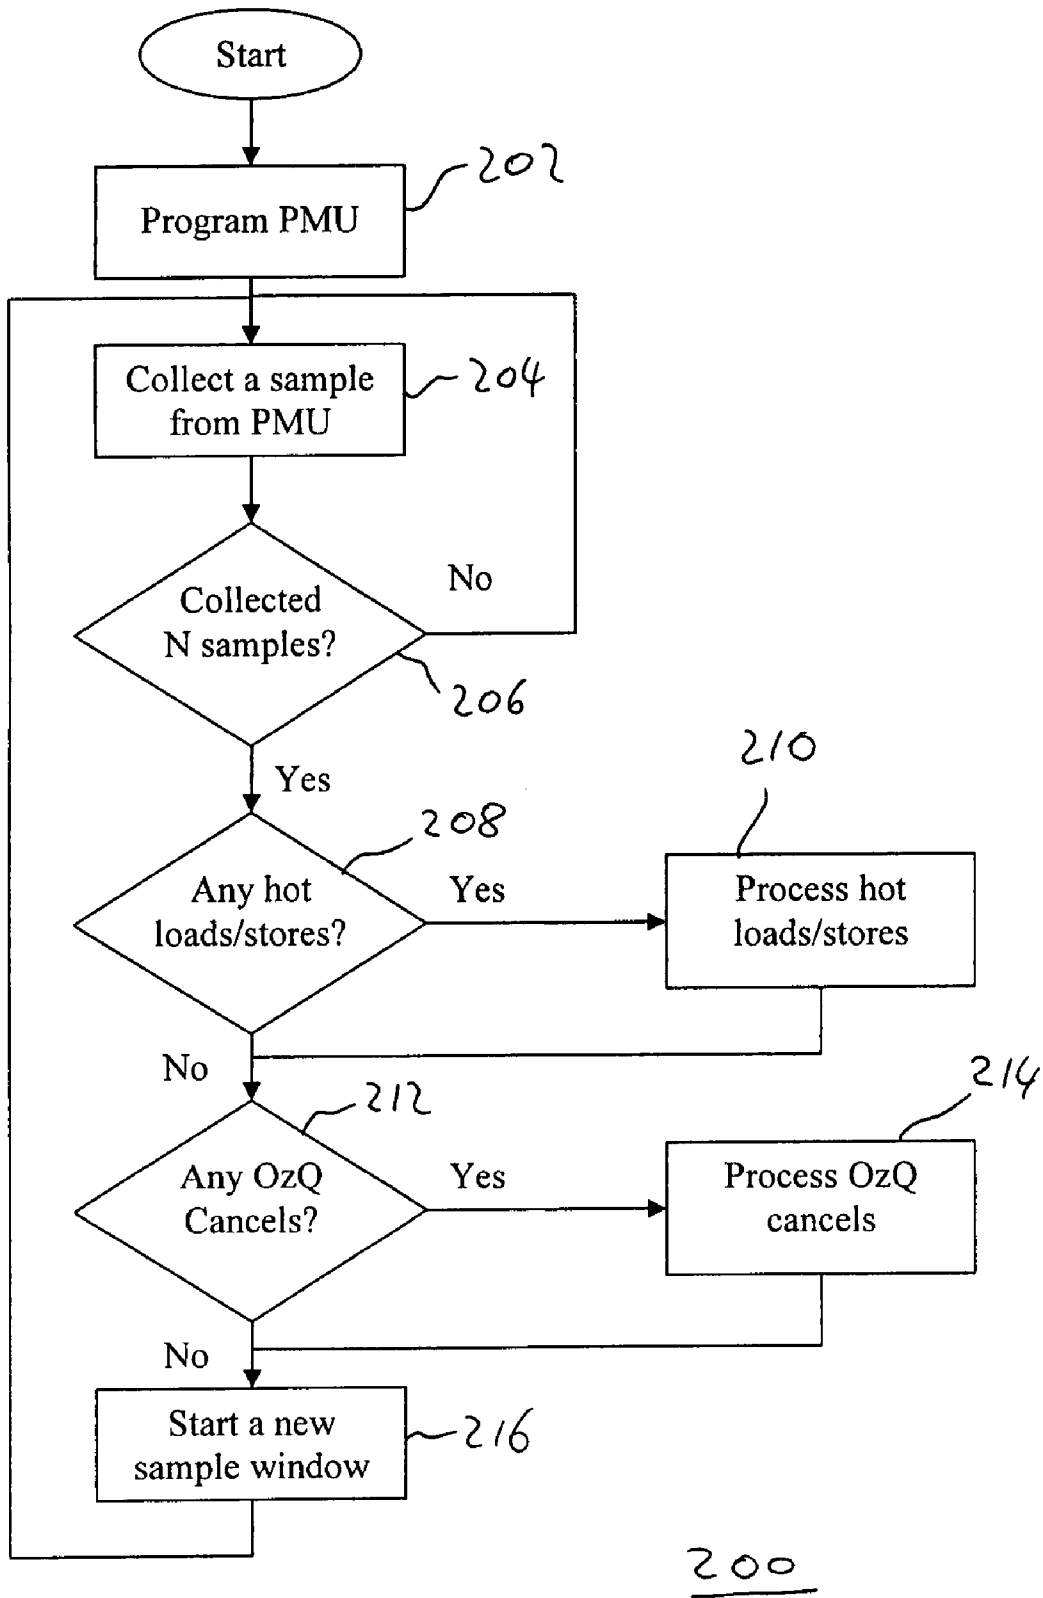 Start
202
Program PMU
Collect a sample
from PMU
204
No
Collected
N samples?
206
210
Yes
208
Any hot
loads/stores?
Yes
Process hot
loads/stores
No
212
214
Any OzQ
Cancels?
Yes
Process OzQ
cancels
No
Start a new
sample window
216
200